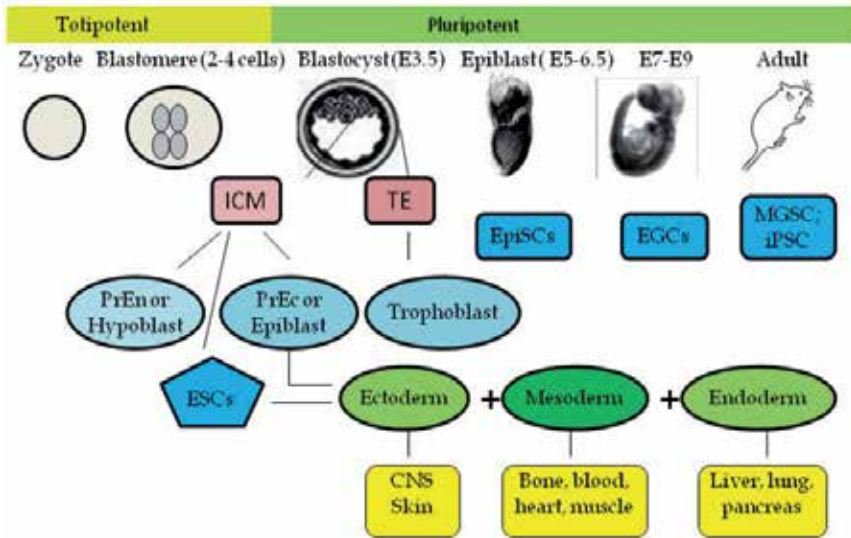 Totipotent
Pluripotent
Zygote
Blastomere (2-4 cells)
Blastocyst (E3.5)
Epiblast ( E5-6.5)
E7-E9
Adult
ICM
TE
EpiSCs
EGCs
MGSC;
iPSC
PrEn or
Hypoblast
PrEc or
Epiblast
Trophoblast
ESCs
Ectoderm
+
Mesoderm
+
Endoderm
CNS
Skin
Bone, blood,
heart, muscle
Liver, lung,
pancreas